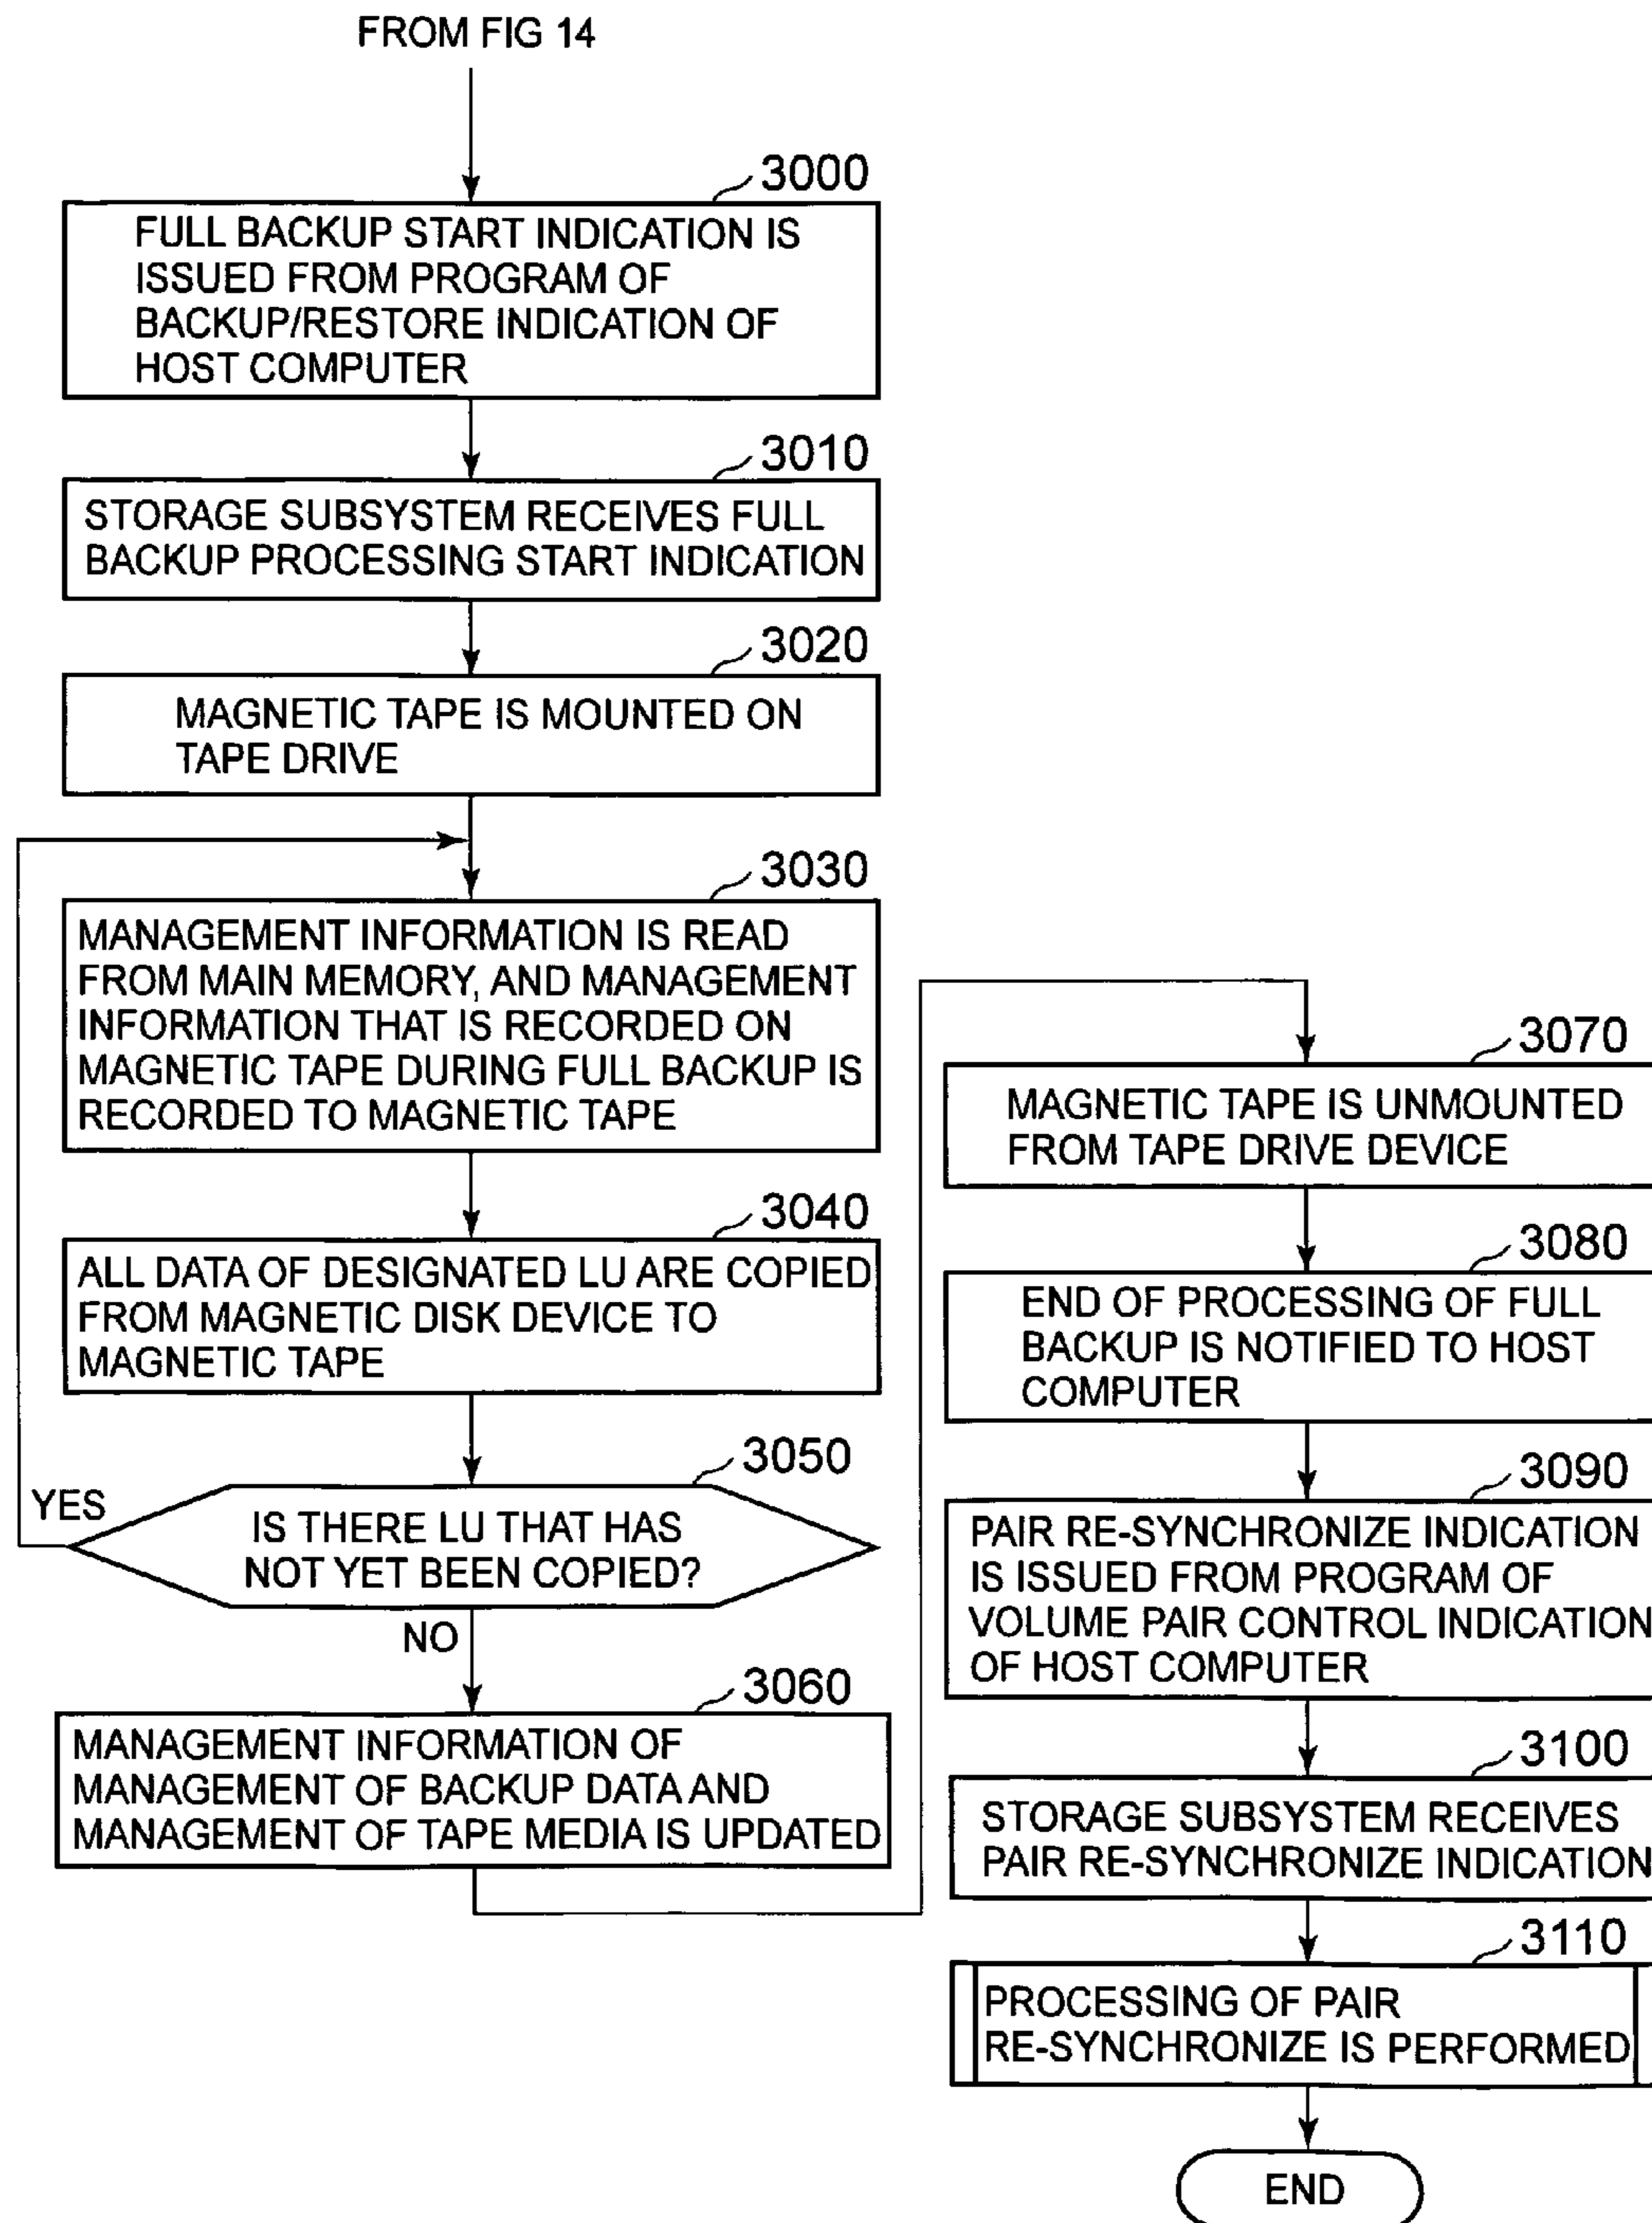 FROM FIG 14
3000
FULL BACKUP START INDICATION IS
ISSUED FROM PROGRAM OF
BACKUP/RESTORE INDICATION OF
HOST COMPUTER
3010
STORAGE SUBSYSTEM RECEIVES FULL
BACKUP PROCESSING START INDICATION
3020
MAGNETIC TAPE IS MOUNTED ON
TAPE DRIVE
3030
MANAGEMENT INFORMATION IS READ
FROM MAIN MEMORY, AND MANAGEMENT
INFORMATION THAT IS RECORDED ON
MAGNETIC TAPE DURING FULL BACKUP IS
RECORDED TO MAGNETIC TAPE
3040
ALL DATA OF DESIGNATED LU ARE COPIED
FROM MAGNETIC DISK DEVICE TO
MAGNETIC TAPE
3050
YES
IS THERE LU THAT HAS
NOT YET BEEN COPIED?
NO
3060
MANAGEMENT INFORMATION OF
MANAGEMENT OF BACKUP DATA AND
MANAGEMENT OF TAPE MEDIA IS UPDATED
3070
MAGNETIC TAPE IS UNMOUNTED
FROM TAPE DRIVE DEVICE
3080
END OF PROCESSING OF FULL
BACKUP IS NOTIFIED TO HOST
COMPUTER
3090
PAIR RE-SYNCHRONIZE INDICATION
IS ISSUED FROM PROGRAM OF
VOLUME PAIR CONTROL INDICATION
OF HOST COMPUTER
3100
STORAGE SUBSYSTEM RECEIVES
PAIR RE-SYNCHRONIZE INDICATION
3110
PROCESSING OF PAIR
RE-SYNCHRONIZE IS PERFORMED
END